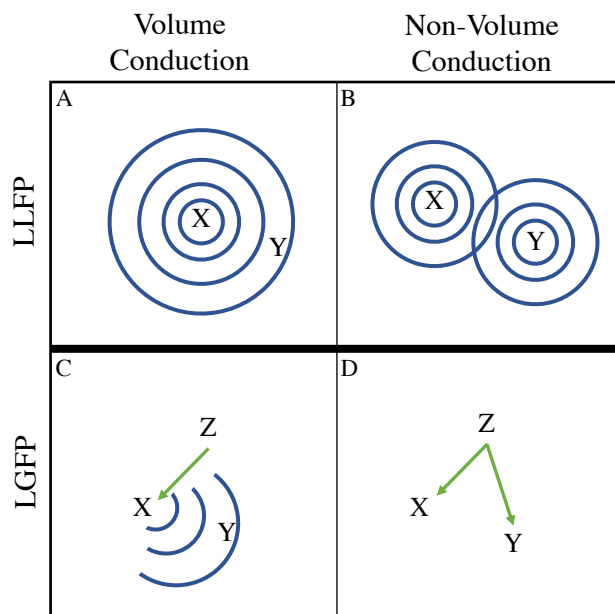 Volume
Conduction
Non-Volume
Conduction
LLFP
A
X
Y
B
X
Y
LGFP
C
Z
X
Y
D
Z
X
Y